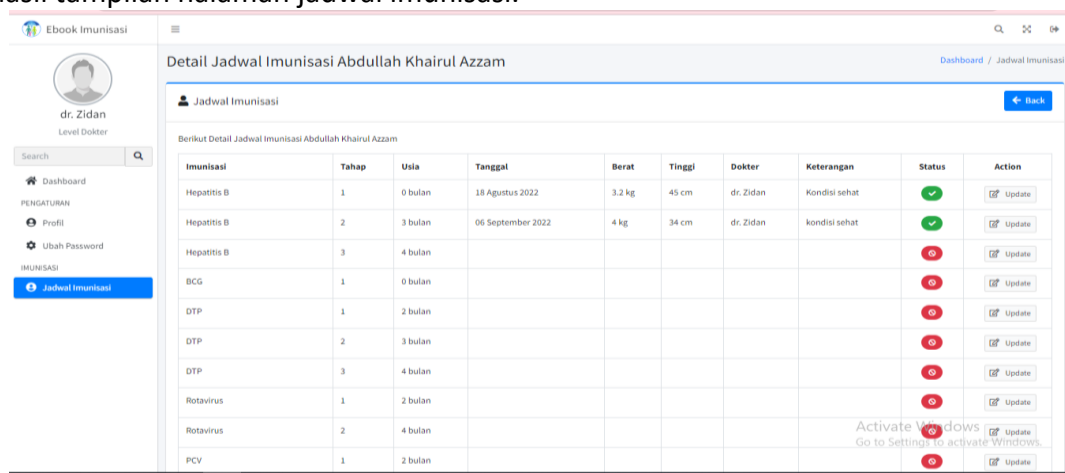 hasil tampilan halaman jadwal imunisasi.
Ebook Imunisasi
dr. Zidan
Level Dokter
Search
Dashboard
PENGATURAN
Profil
Ubah Password
IMUNISASI
Jadwal Imunisasi
Detail Jadwal Imunisasi Abdullah Khairul Azzam
Dashboard / Jadwal Imunisasi
Jadwal Imunisasi
Back
Berikut Detail Jadwal Imunisasi Abdullah Khairul Azzam
Imunisasi Tahap Usia Tanggal Berat Tinggi Dokter Keterangan Status Action
Hepatitis B 1 0 bulan 18 Agustus 2022 3.2 kg 45 cm dr. Zidan Kondisi sehat Update
Hepatitis B 2 3 bulan 06 September 2022 4 kg 34 cm dr. Zidan kondisi sehat Update
Hepatitis B 3 4 bulan Update
BCG 1 0 bulan Update
DTP 1 2 bulan Update
DTP 2 3 bulan Update
DTP 3 4 bulan Update
Rotavirus 1 2 bulan Update
Rotavirus 2 4 bulan Update
PCV 1 2 bulan Update
Activate Windows
Go to Settings to activate Windows.